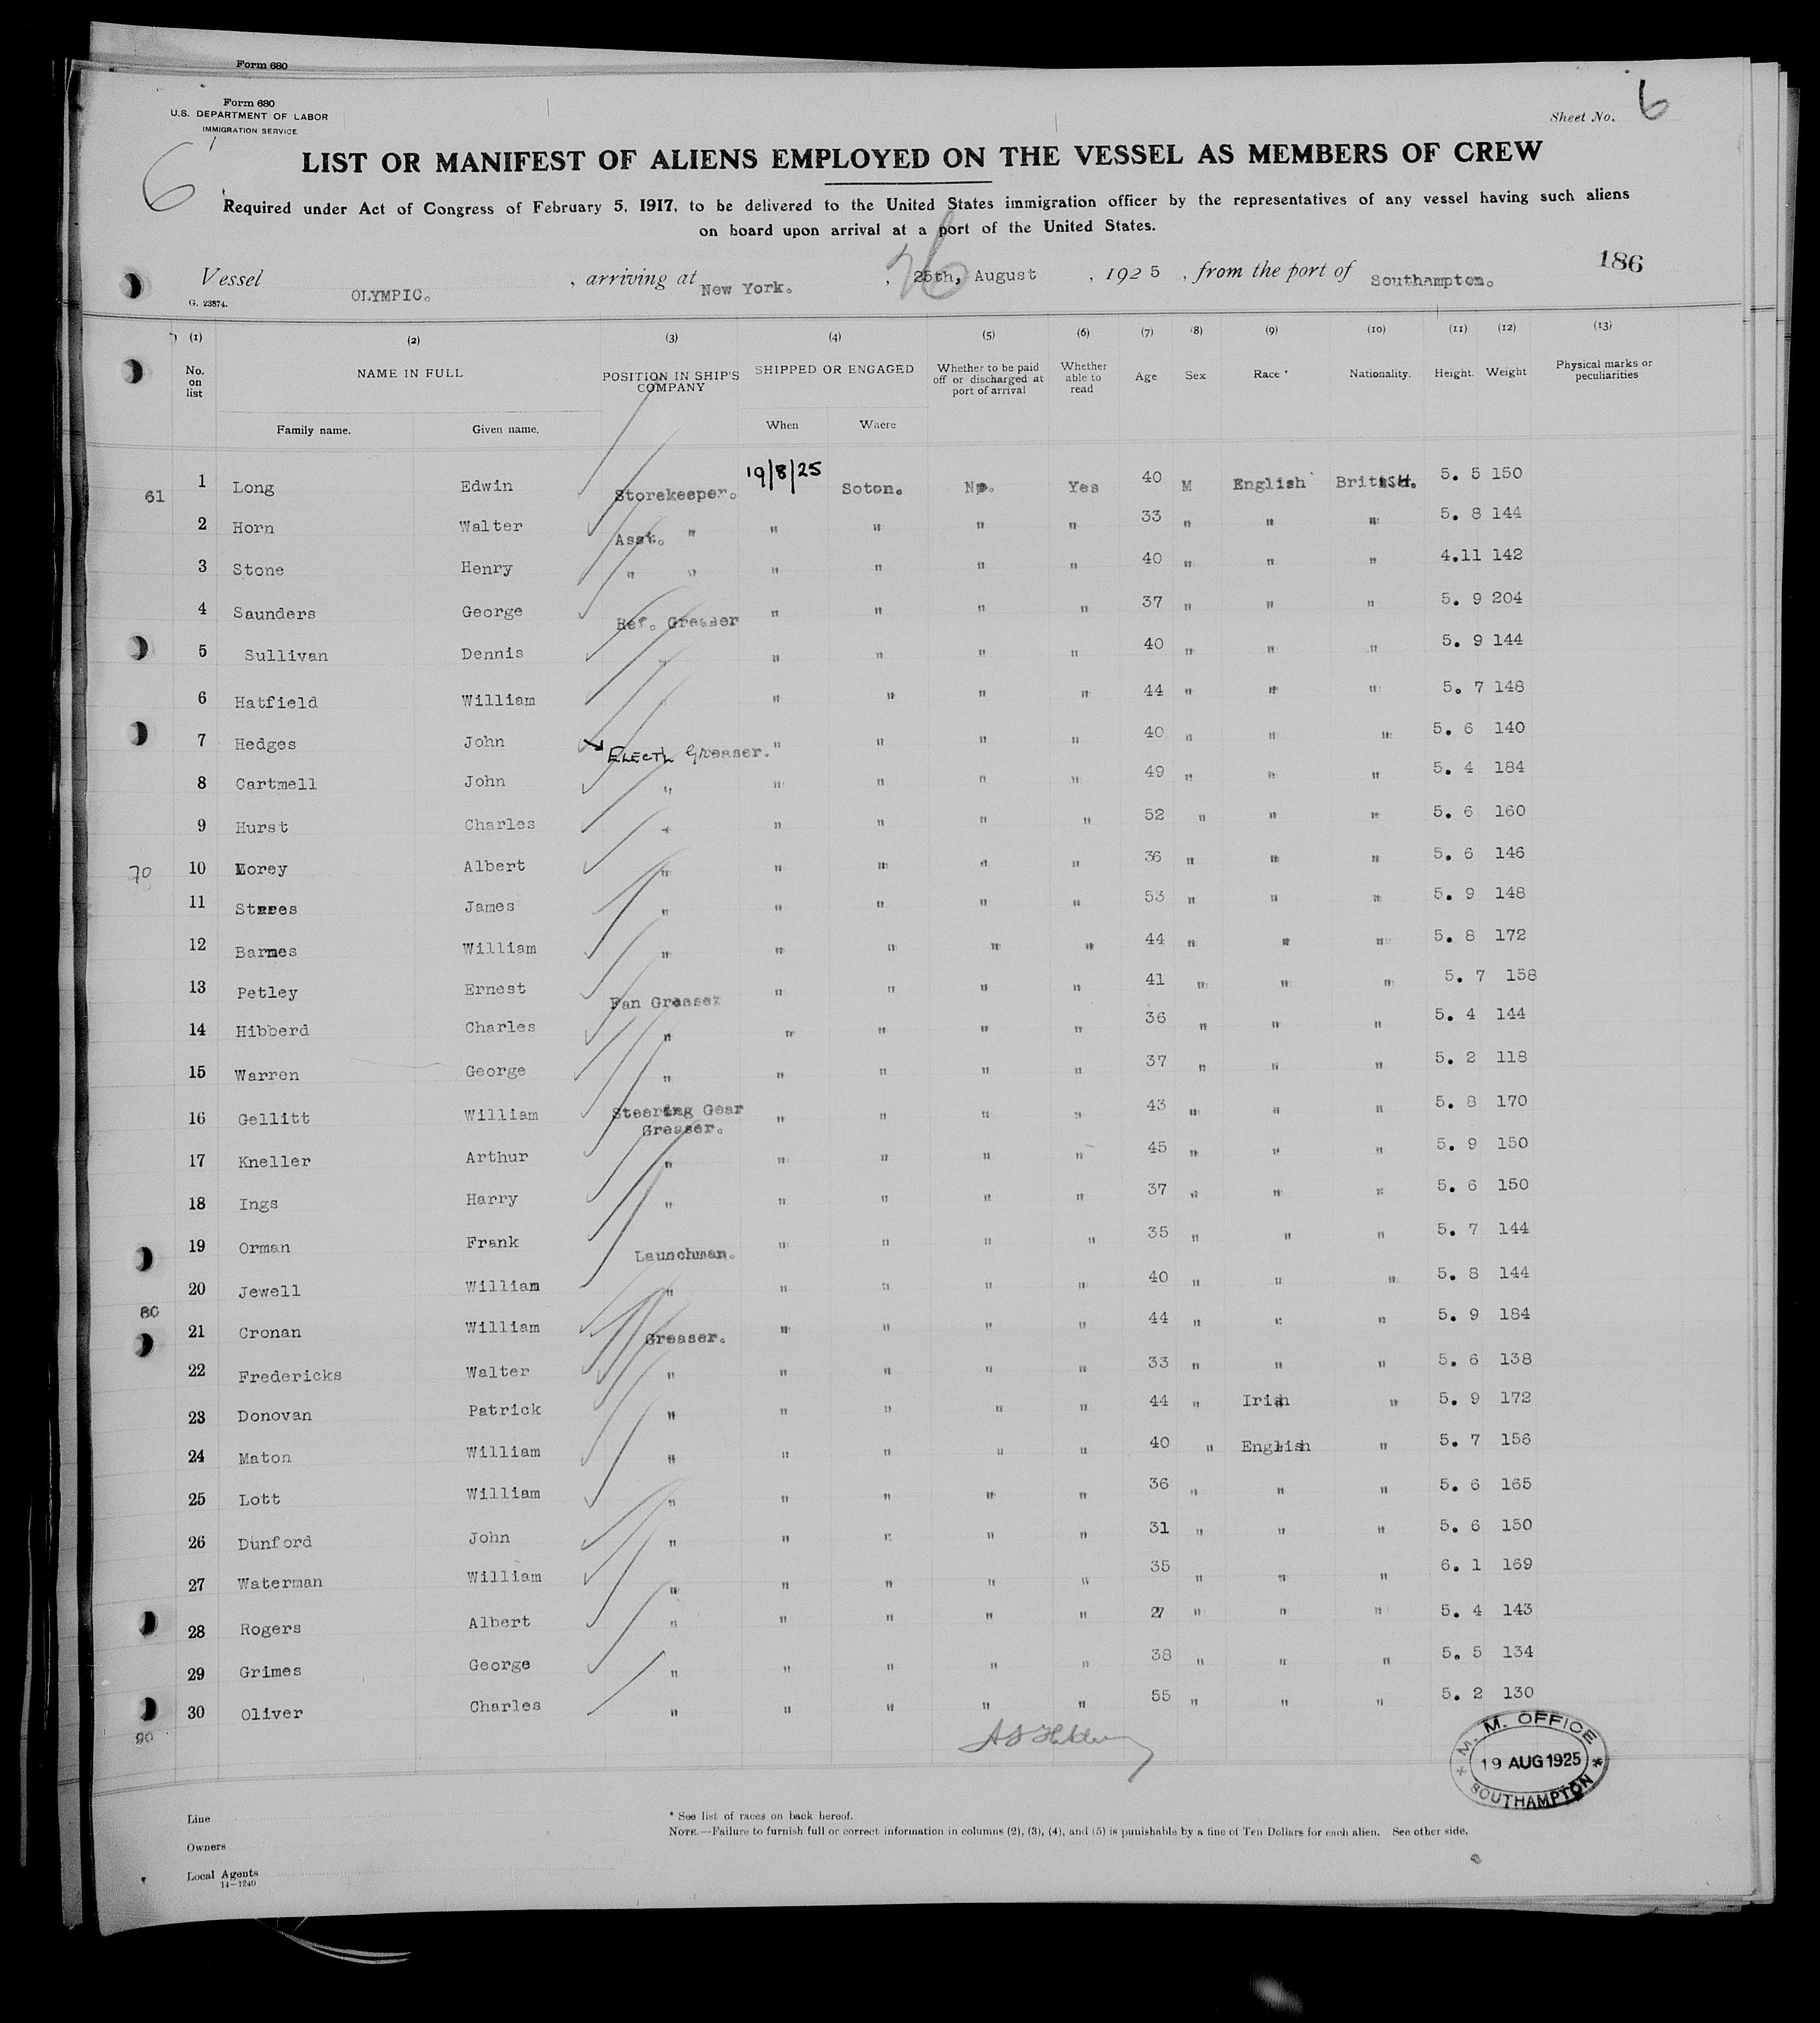 Form 680
Form 680
U.S. DEPARTMENT OF LABOR
IMMIGRATION SERVICE
Sheet No. 6
6
LIST OR MANIFEST OF ALIENS EMPLOYED ON THE VESSEL AS MEMBERS OF CREW
Required under Act of Congress of February 5, 1917, to be delivered to the United States immigration officer by the representatives of any vessel having such aliens
on board upon arrival at a port of the United States.
186
Vessel OLYMPIC. , arriving at New York. , 25th, August , 1925 , from the port of Southampton.
26
G. 23874.
(1) (2) (3) (4) (5) (6) (7) (8) (9) (10) (11) (12) (13)
No. on list NAME IN FULL POSITION IN SHIP'S COMPANY SHIPPED OR ENGAGED Whether to be paid off or discharged at port of arrival Whether able to read Age Sex Race * Nationality. Height. Weight Physical marks or peculiarities
Family name. Given name. When Where
61 1 Long Edwin Storekeeper. 19/8/25 Soton. No. Yes 40 M English British. 5. 5 150
2 Horn Walter Asst. " " " " " 33 " " " 5. 8 144
3 Stone Henry " " " " " " 40 " " " 4.11 142
4 Saunders George Ref. Greaser " " " " 37 " " " 5. 9 204
5 Sullivan Dennis " " " " " 40 " " " 5. 9 144
6 Hatfield William " " " " 44 " " " 5. 7 148
7 Hedges John ELECTL Greaser. " " " " 40 " " " 5. 6 140
8 Cartmell John " " " " " 49 " " " 5. 4 184
9 Hurst Charles " " " " " 52 " " " 5. 6 160
70 10 Lorey Albert " " " " " 36 " " " 5. 6 146
11 Steres James " " " " " 53 " " " 5. 9 148
12 Barnes William " " " " " 44 " " " 5. 8 172
13 Petley Ernest Fan Greaser " " " " 41 " " " 5. 7 158
14 Hibberd Charles " " " " " 36 " " " 5. 4 144
15 Warren George " " " " " 37 " " " 5. 2 118
16 Gellitt William Steering Gear Greaser. " " " " 43 " " " 5. 8 170
17 Kneller Arthur " " " " " 45 " " " 5. 9 150
18 Ings Harry " " " " " 37 " " " 5. 6 150
19 Orman Frank Launchman. " " " " 35 " " " 5. 7 144
20 Jewell William " " " " " 40 " " " 5. 8 144
80
21 Cronan William Greaser. " " " " 44 " " " 5. 9 184
22 Fredericks Walter " " " " " 33 " " " 5. 6 138
23 Donovan Patrick " " " " " 44 " Irish " 5. 9 172
24 Maton William " " " " " 40 " English " 5. 7 156
25 Lott William " " " " " 36 " " " 5. 6 165
26 Dunford John " " " " " 31 " " " 5. 6 150
27 Waterman William " " " " " 35 " " " 6. 1 169
28 Rogers Albert " " " " " 27 " " " 5. 4 143
29 Grimes George " " " " " 38 " " " 5. 5 134
30 Oliver Charles " " " " " 55 " " " 5. 2 130
90
M. M. OFFICE
19 AUG 1925
SOUTHAMPTON
Line
Owners
Local Agents
14-1240
* See list of races on back hereof.
NOTE.—Failure to furnish full or correct information in columns (2), (3), (4), and (5) is punishable by a fine of Ten Dollars for each alien. See other side.